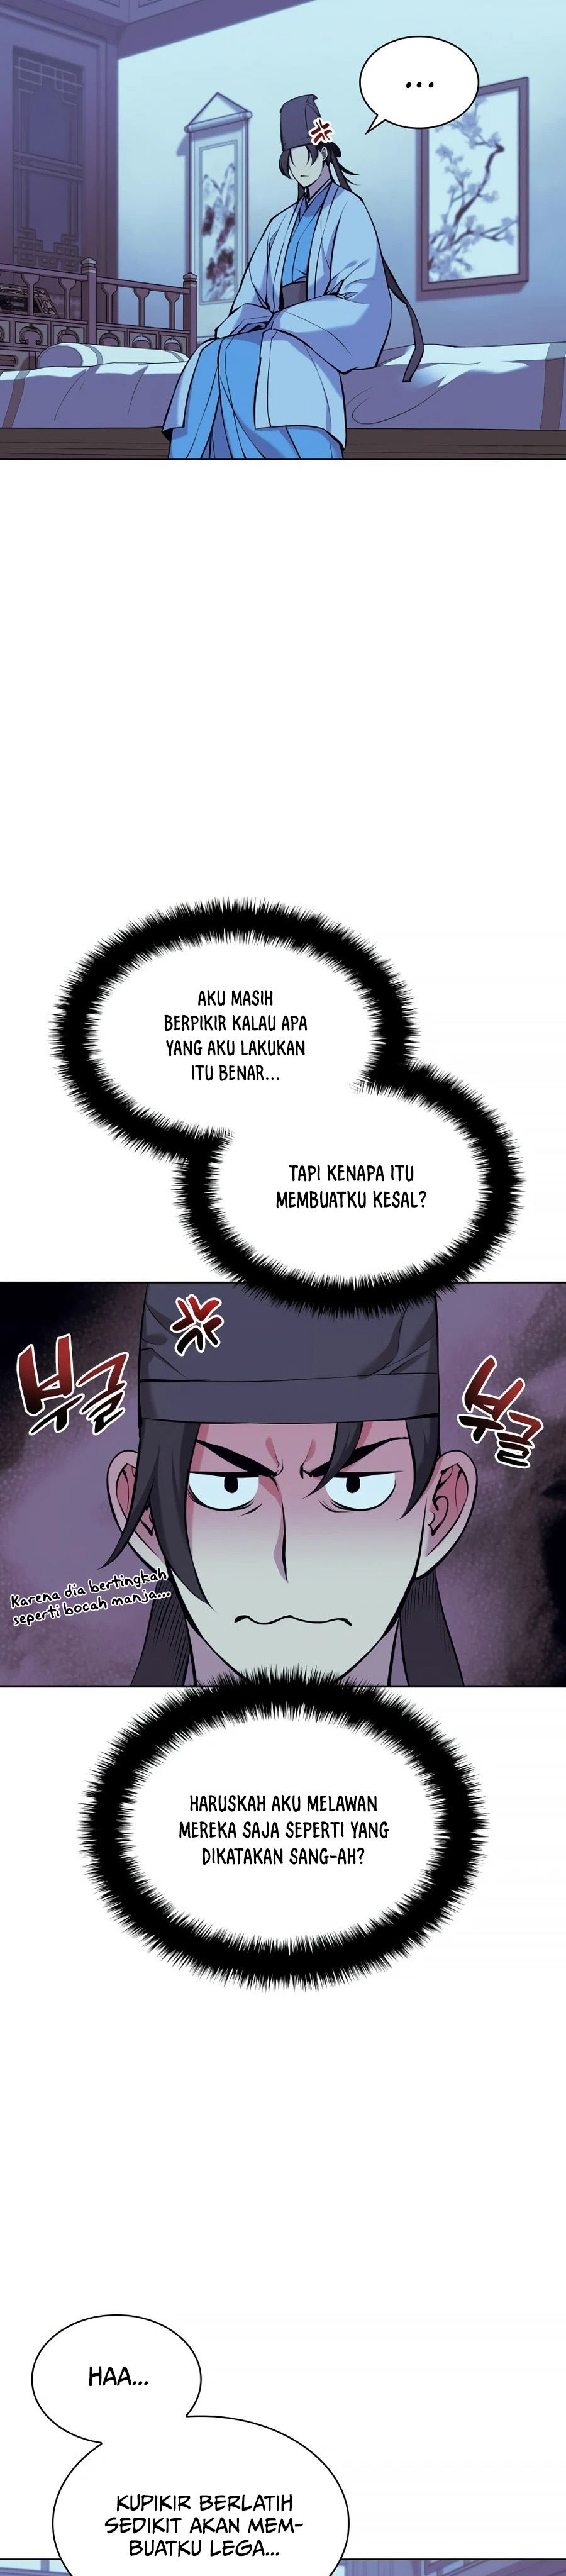 ...
AKU MASIH
BERPIKIR KALAU APA
YANG AKU LAKUKAN
ITU BENAR...
TAPI KENAPA ITU
MEMBUATKU KESAL?
부글
부글
Karena dia bertingkah
seperti bocah manja...
HARUSKAH AKU MELAWAN
MEREKA SAJA SEPERTI YANG
DIKATAKAN SANG-AH?
HAA...
KUPIKIR BERLATIH
SEDIKIT AKAN MEM-
BUATKU LEGA...